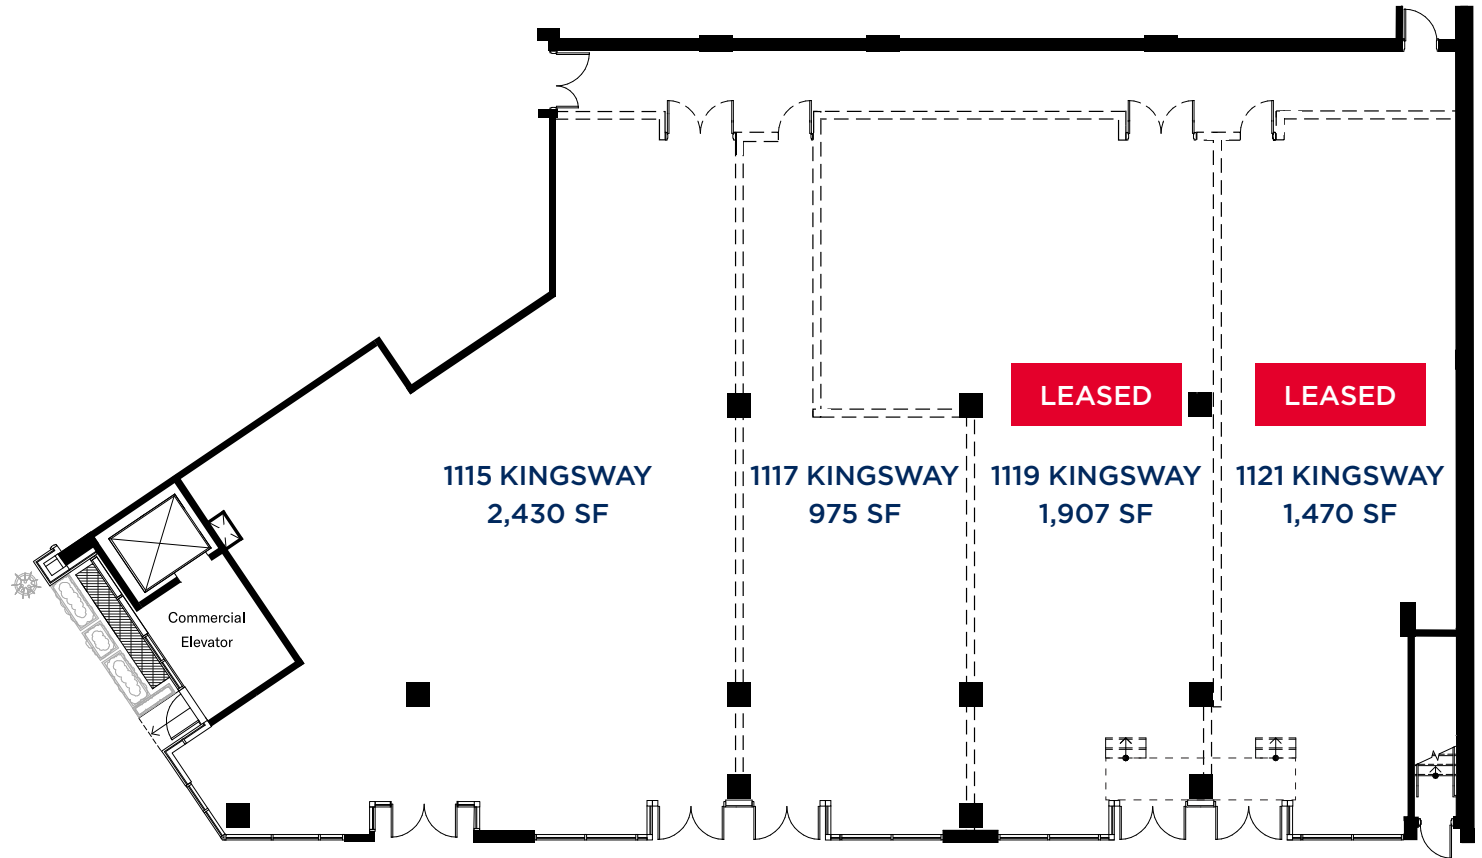 LEASED
LEASED
1115 KINGSWAY
2,430 SF
1117 KINGSWAY
975 SF
1119 KINGSWAY
1,907 SF
1121 KINGSWAY
1,470 SF
Commercial
Elevator